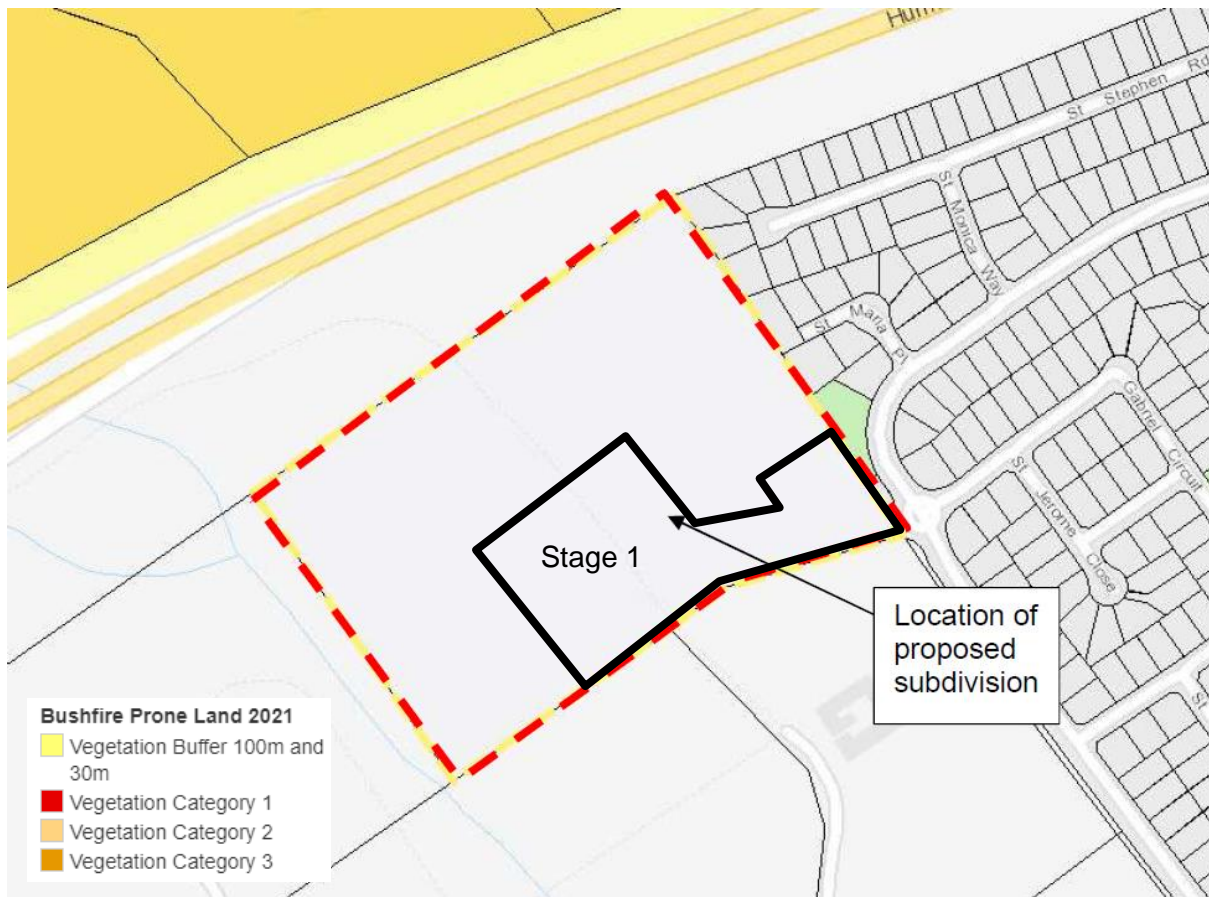 St Stephen Rd
St Monica Way
St Maria Pl
Gabriel Circuit
St Jerome Close
St
Stage 1
Location of
proposed
subdivision
Bushfire Prone Land 2021
Vegetation Buffer 100m and
30m
Vegetation Category 1
Vegetation Category 2
Vegetation Category 3